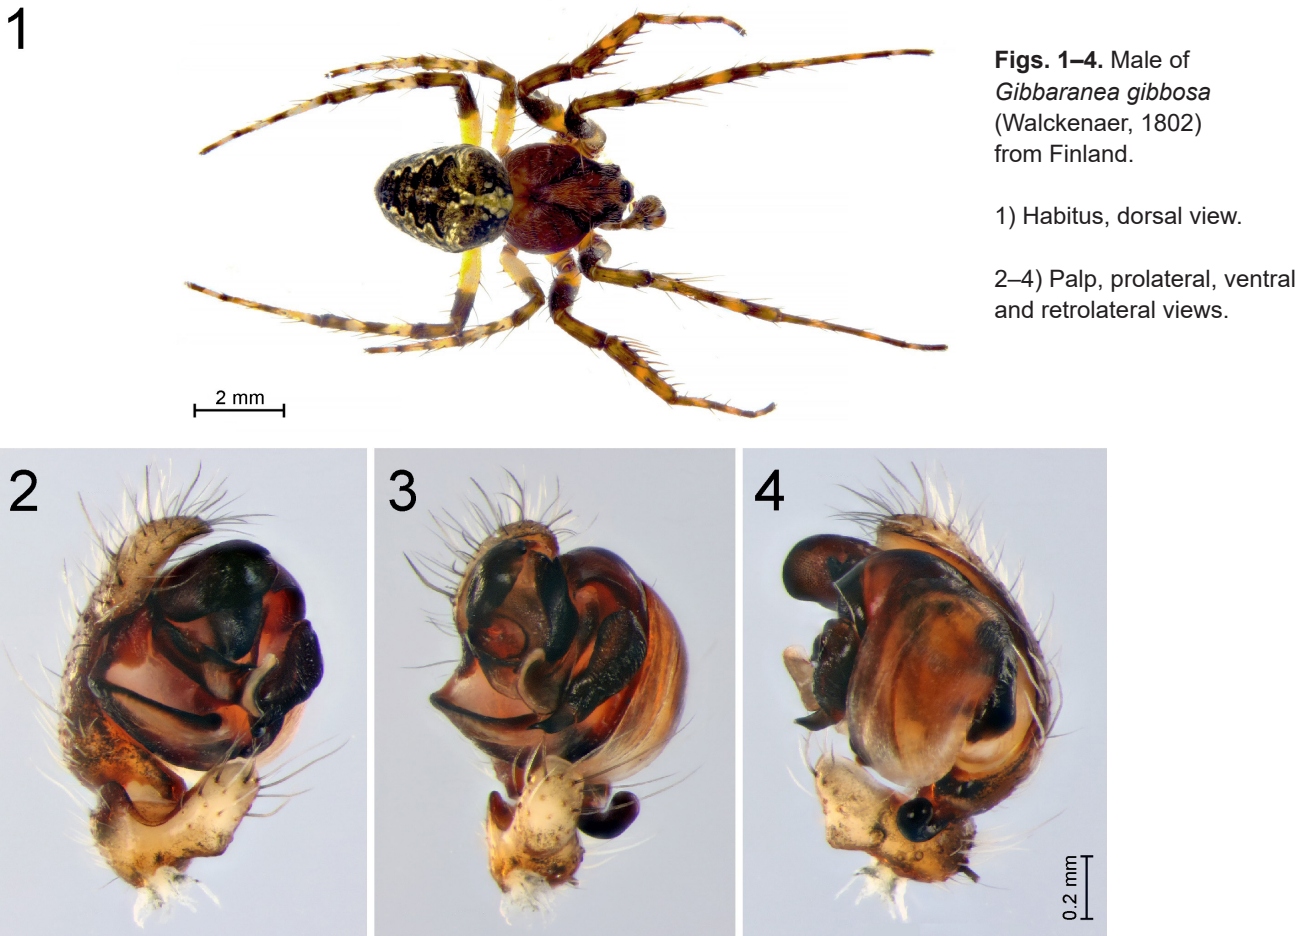 1
Figs. 1–4. Male of
Gibbaranea gibbosa
(Walckenaer, 1802)
from Finland.
1) Habitus, dorsal view.
2–4) Palp, prolateral, ventral
and retrolateral views.
2 mm
2
3
4
0.2 mm